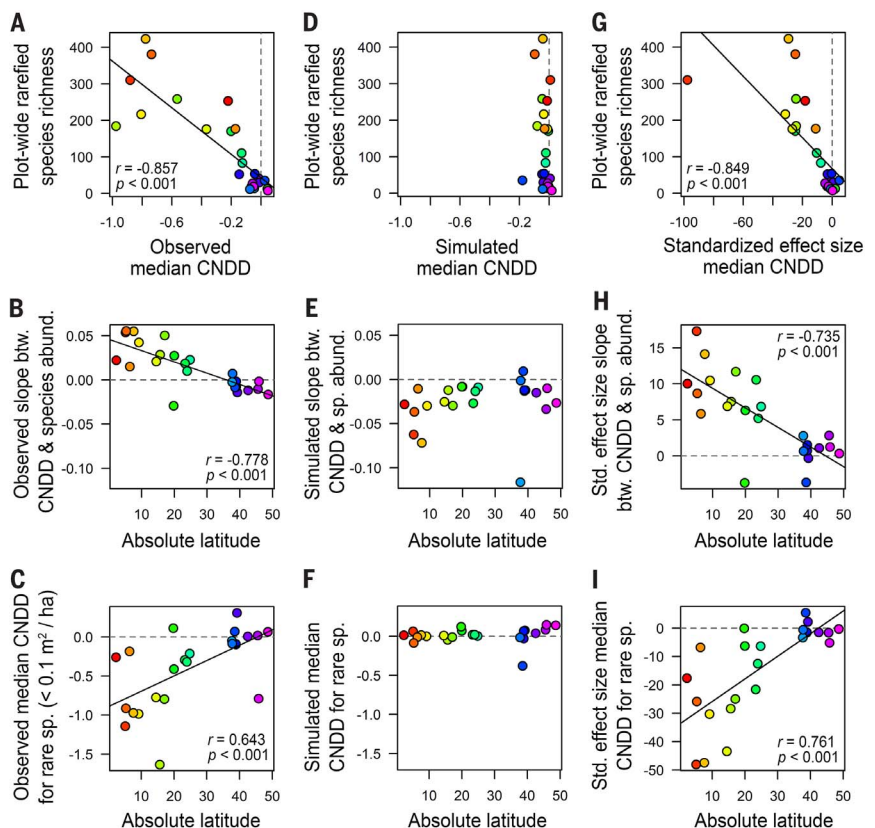 A
Plot-wide rarefied
species richness
400
300
200
100
0
r = -0.857
p < 0.001
-1.0
-0.6
-0.2
Observed
median CNDD
D
Plot-wide rarefied
species richness
400
300
200
100
0
-1.0
-0.6
-0.2
Simulated
median CNDD
G
Plot-wide rarefied
species richness
400
300
200
100
0
r = -0.849
p < 0.001
-100
-60
-20
0
Standardized effect size
median CNDD
B
Observed slope btw.
CNDD & species abund.
0.05
0.00
-0.05
-0.10
r = -0.778
p < 0.001
10
20
30
40
50
Absolute latitude
E
Simulated slope btw.
CNDD & sp. abund.
0.05
0.00
-0.05
-0.10
10
20
30
40
50
Absolute latitude
H
Std. effect size slope
btw. CNDD & sp. abund.
15
10
5
0
r = -0.735
p < 0.001
10
20
30
40
50
Absolute latitude
C
Observed median CNDD
for rare sp. (< 0.1 m² / ha)
0.0
-0.5
-1.0
-1.5
r = 0.643
p < 0.001
10
20
30
40
50
Absolute latitude
F
Simulated median
CNDD for rare sp.
0.0
-0.5
-1.0
-1.5
10
20
30
40
50
Absolute latitude
I
Std. effect size median
CNDD for rare sp.
0
-10
-20
-30
-40
-50
r = 0.761
p < 0.001
10
20
30
40
50
Absolute latitude